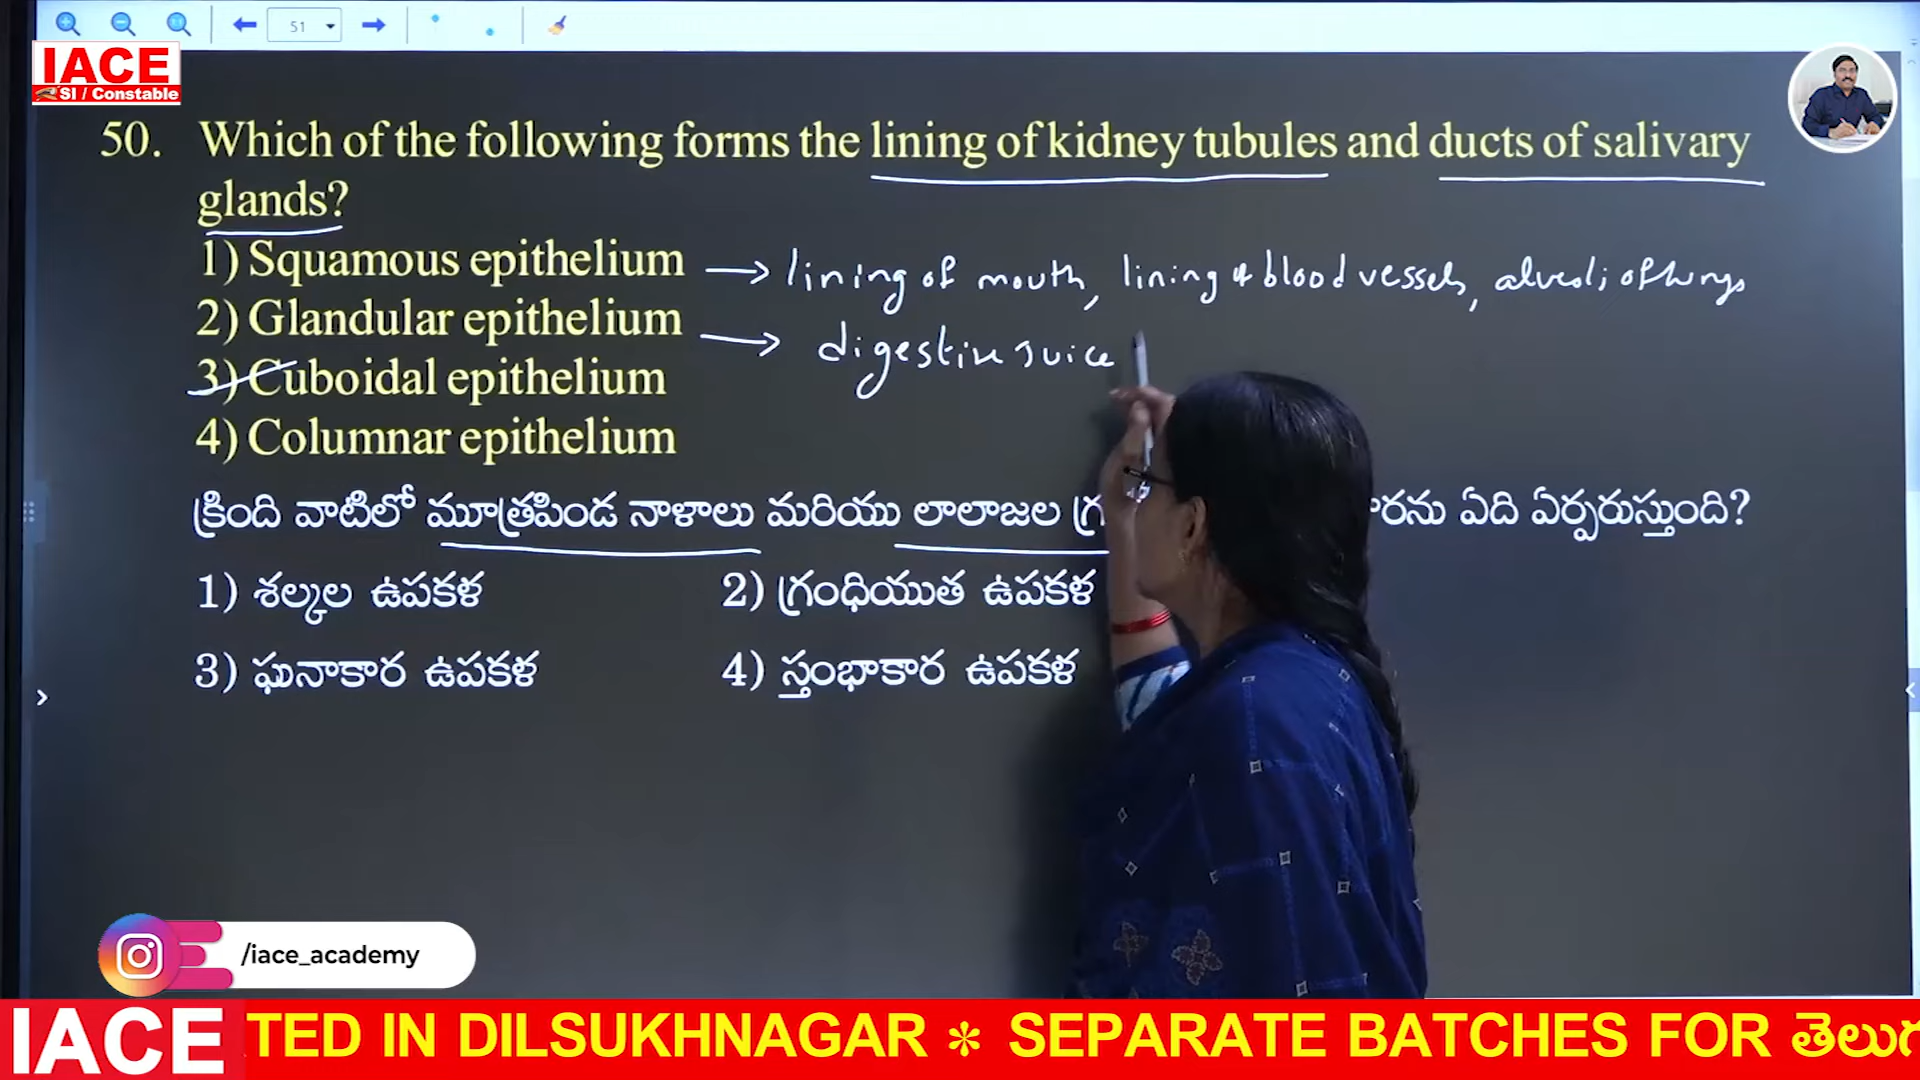 51
IACE
SI / Constable
50. Which of the following forms the lining of kidney tubules and ducts of salivary
glands?
1) Squamous epithelium → lining of mouth, lining of blood vessels, alveoli of lungs
2) Glandular epithelium → digestive juice
3) Cuboidal epithelium
4) Columnar epithelium
క్రింది వాటిలో మూత్రపిండ నాళాలు మరియు లాలాజల ఏది ఏర్పరుస్తుంది?
1) శల్కల ఉపకళ 2) గ్రంధియుత ఉపకళ
3) ఘనాకార ఉపకళ 4) స్తంభాకార ఉపకళ
/iace_academy
IACE TED IN DILSUKHNAGAR * SEPARATE BATCHES FOR